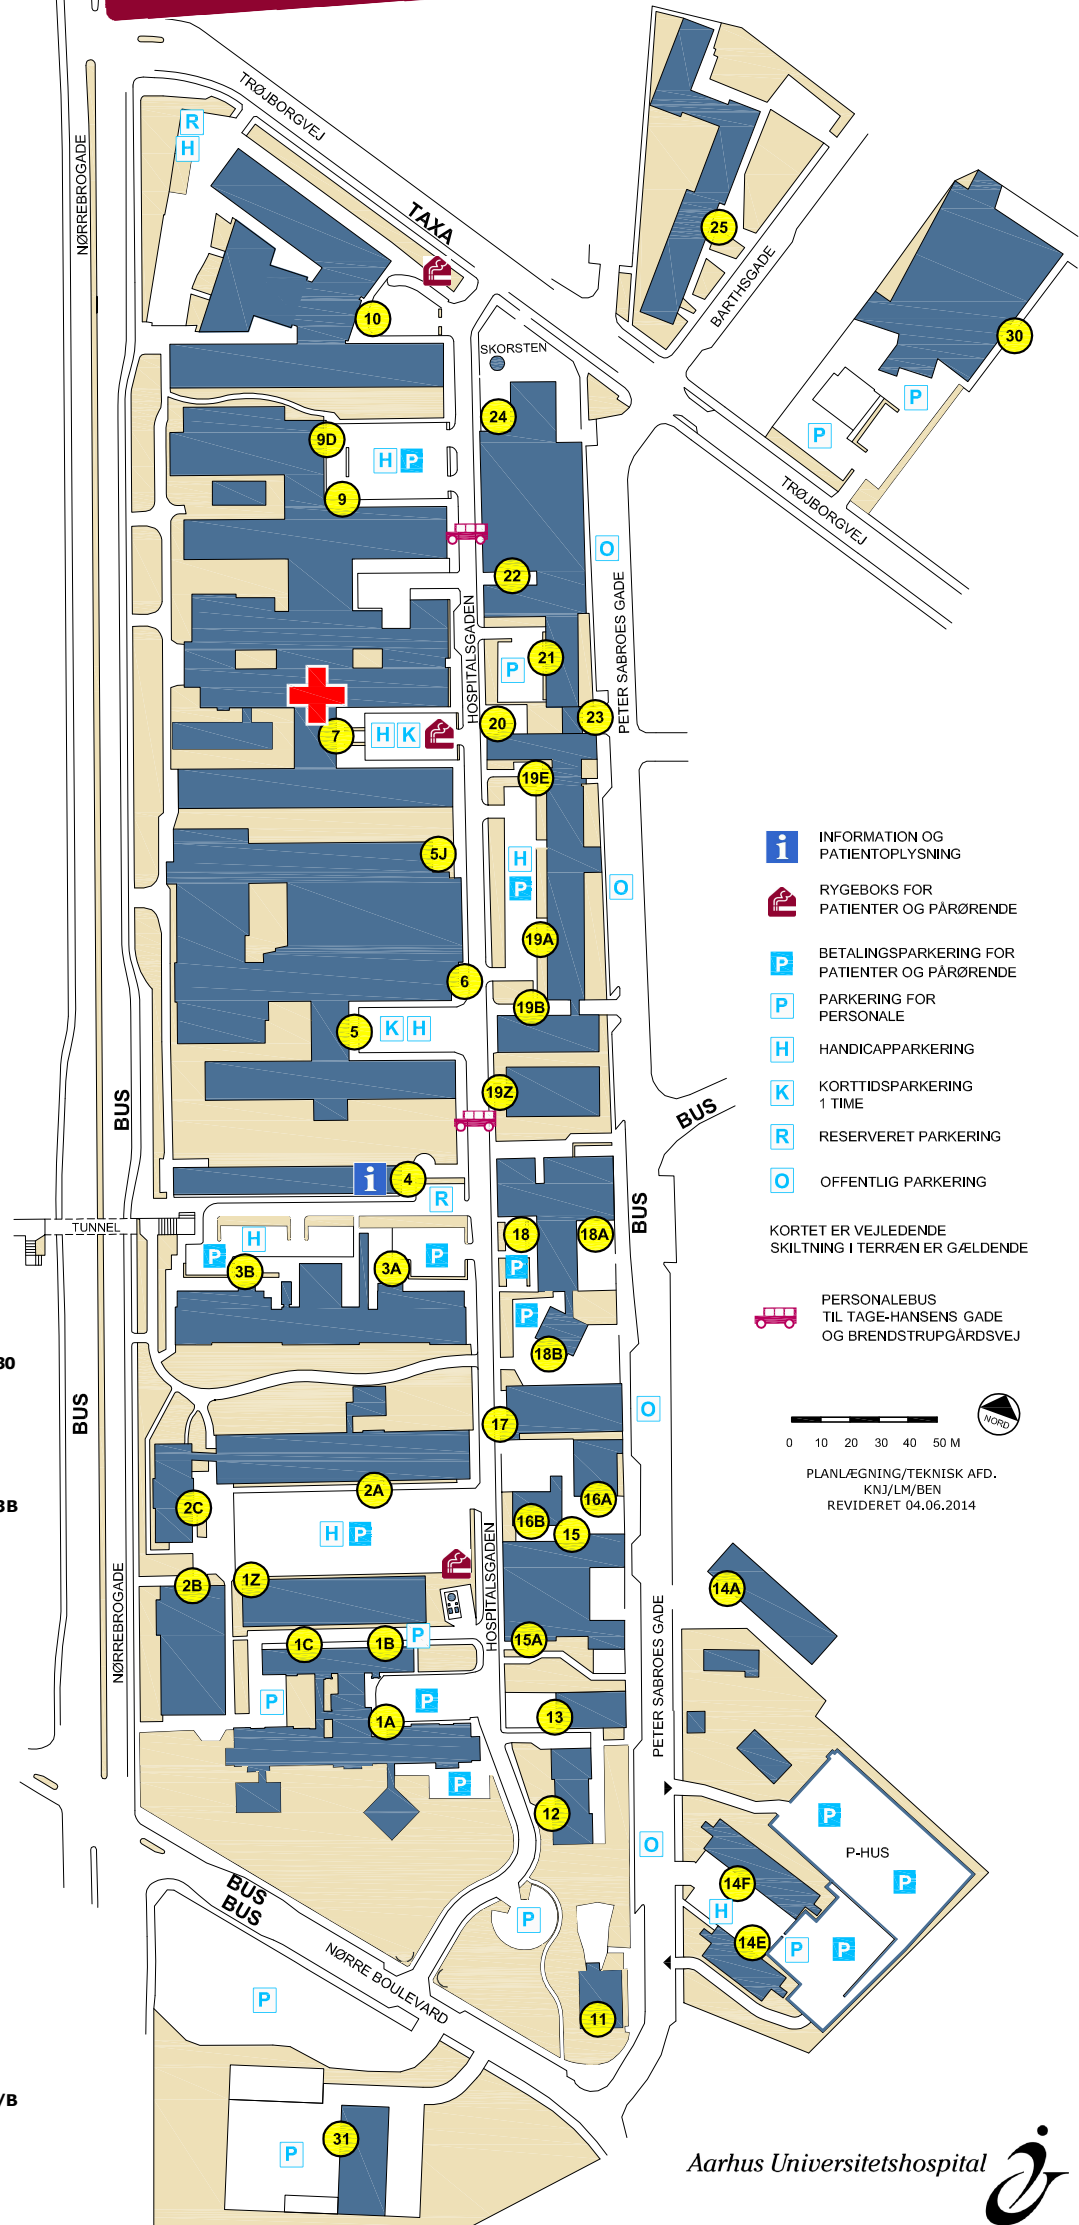 TRØJBORGVEJ
NØRREBROGADE
R
H
TAXA
10
SKORSTEN
24
25
BARTHSGADE
30
P
P
TRØJBORGVEJ
9D
H P
9
O
22
HOSPITALSGADEN
PETER SABROES GADE
21
P
20
23
7
H K
19E
5J
H
P
O
19A
6
19B
5
K H
19Z
BUS
BUS
i
4
R
TUNNEL
H
P
3B
3A
P
18
18A
BUS
P
P
18B
30
BUS
17
O
2A
2C
16A
16B
15
3B
H P
1Z
2B
HOSPITALSGADEN
NØRREBROGADE
1C
1B
P
15A
14A
PETER SABROES GADE
P
P
1A
13
P
12
O
P
P-HUS
P
14F
H
14E
P
P
BUS
BUS
P
NØRRE BOULEVARD
P
11
/B
31
P
i INFORMATION OG
PATIENTOPLYSNING
RYGEBOKS FOR
PATIENTER OG PÅRØRENDE
P BETALINGSPARKERING FOR
PATIENTER OG PÅRØRENDE
P PARKERING FOR
PERSONALE
H HANDICAPPARKERING
K KORTTIDSPARKERING
1 TIME
R RESERVERET PARKERING
O OFFENTLIG PARKERING
KORTET ER VEJLEDENDE
SKILTNING I TERRÆN ER GÆLDENDE
PERSONALEBUS
TIL TAGE-HANSENS GADE
OG BRENDSTRUPGÅRDSVEJ
NORD
0 10 20 30 40 50 M
PLANLÆGNING/TEKNISK AFD.
KNJ/LM/BEN
REVIDERET 04.06.2014
Aarhus Universitetshospital